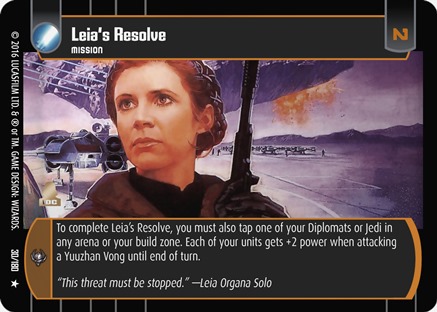 Leia's Resolve
MISSION
N
© 2016 LUCASFILM LTD. & ® or TM. GAME DESIGN: WIZARDS.
IDC
To complete Leia's Resolve, you must also tap one of your Diplomats or Jedi in
any arena or your build zone. Each of your units gets +2 power when attacking
a Yuuzhan Vong until end of turn.
"This threat must be stopped." —Leia Organa Solo
30/180